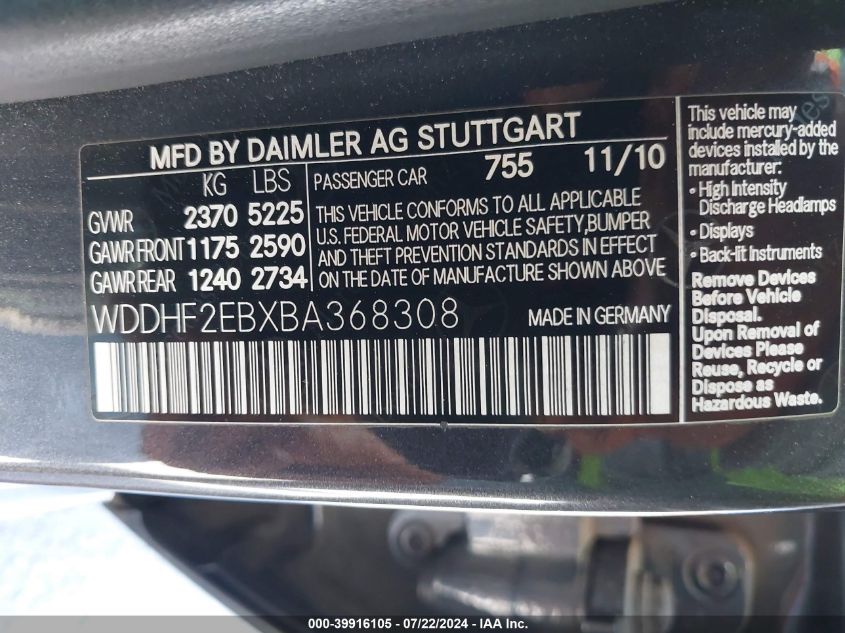 MFD BY DAIMLER AG STUTTGART
KG LBS
GVWR 2370 5225
GAWR FRONT 1175 2590
GAWR REAR 1240 2734
PASSENGER CAR 755 11/10
THIS VEHICLE CONFORMS TO ALL APPLICABLE
U.S. FEDERAL MOTOR VEHICLE SAFETY,BUMPER
AND THEFT PREVENTION STANDARDS IN EFFECT
ON THE DATE OF MANUFACTURE SHOWN ABOVE
WDDHF2EBXBA368308 MADE IN GERMANY
This vehicle may
include mercury-added
devices installed by the
manufacturer:
• High Intensity
Discharge Headlamps
• Displays
• Back-lit Instruments
Remove Devices
Before Vehicle
Disposal.
Upon Removal of
Devices Please
Reuse, Recycle or
Dispose as
Hazardous Waste.
000-39916105 - 07/22/2024 - IAA Inc.